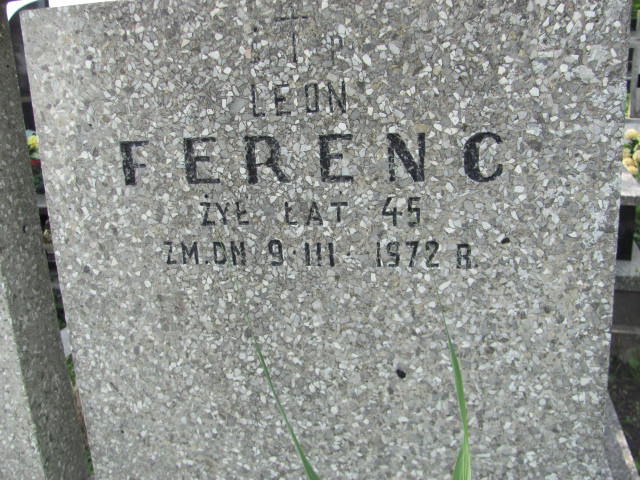 Ś T P
LEON
FERENC
ŻYŁ LAT 45
ZM. DN 9·III·1972 R.